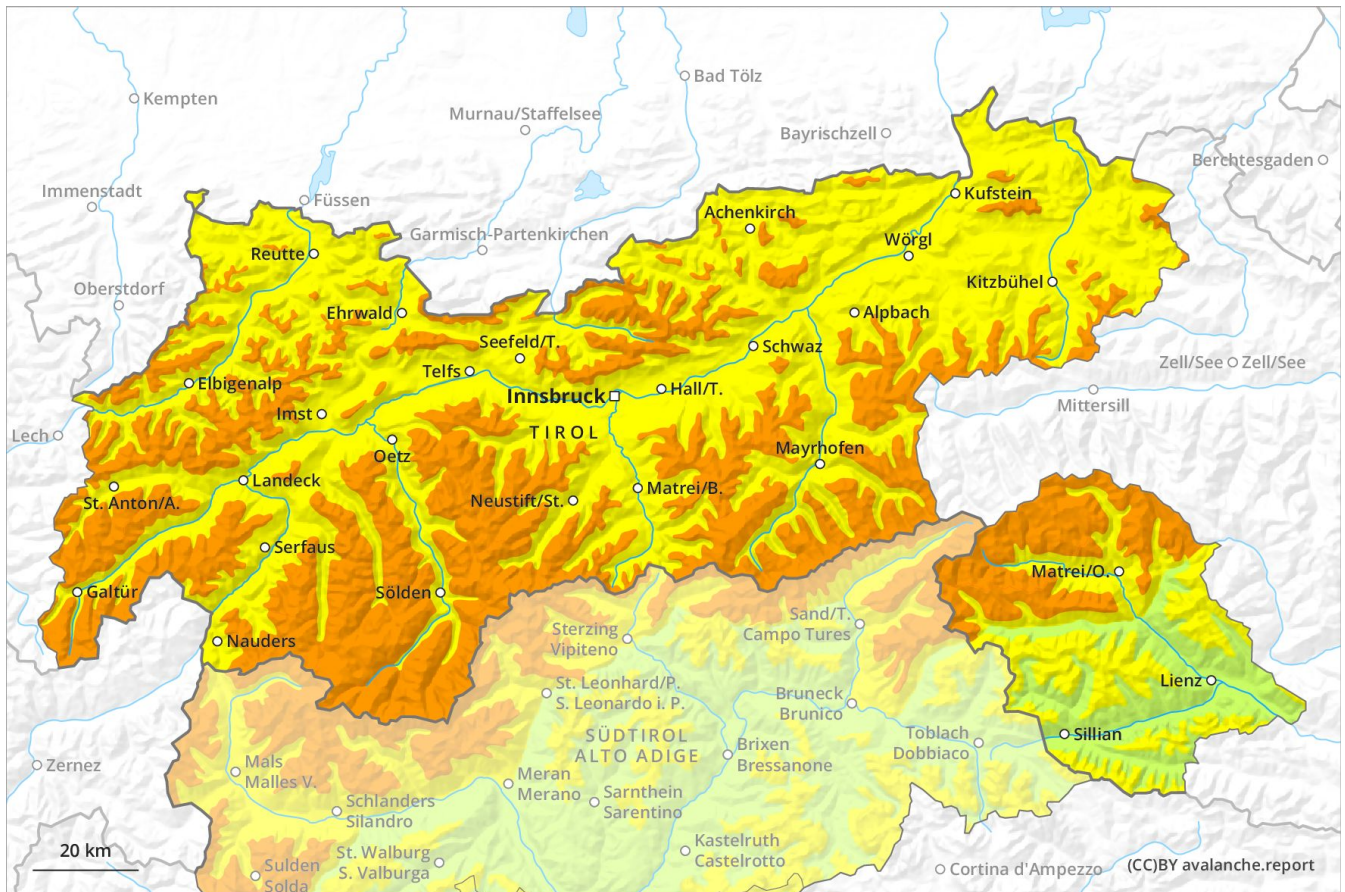 Bad Tölz
Kempten
Murnau/Staffelsee
Bayrischzell
Berchtesgaden
Immenstadt
Füssen
Kufstein
Achenkirch
Garmisch-Partenkirchen
Wörgl
Reutte
Kitzbühel
Oberstdorf
Ehrwald
Alpbach
Seefeld/T.
Schwaz
Zell/See
Zell/See
Telfs
Elbigenalp
Hall/T.
Innsbruck
Mittersill
Imst
TIROL
Lech
Mayrhofen
Oetz
Landeck
Matrei/B.
St. Anton/A.
Neustift/St.
Serfaus
Matrei/O.
Galtür
Sölden
Sand/T.
Campo Tures
Sterzing
Vipiteno
Nauders
Lienz
St. Leonhard/P.
S. Leonardo i. P.
Bruneck
Brunico
Sillian
SÜDTIROL
ALTO ADIGE
Toblach
Dobbiaco
Brixen
Bressanone
Zernez
Mals
Malles V.
Meran
Merano
Sarnthein
Sarentino
Schlanders
Silandro
Kastelruth
Castelrotto
20 km
St. Walburg
S. Valburga
Sulden
Solda
Cortina d'Ampezzo
(CC)BY avalanche.report